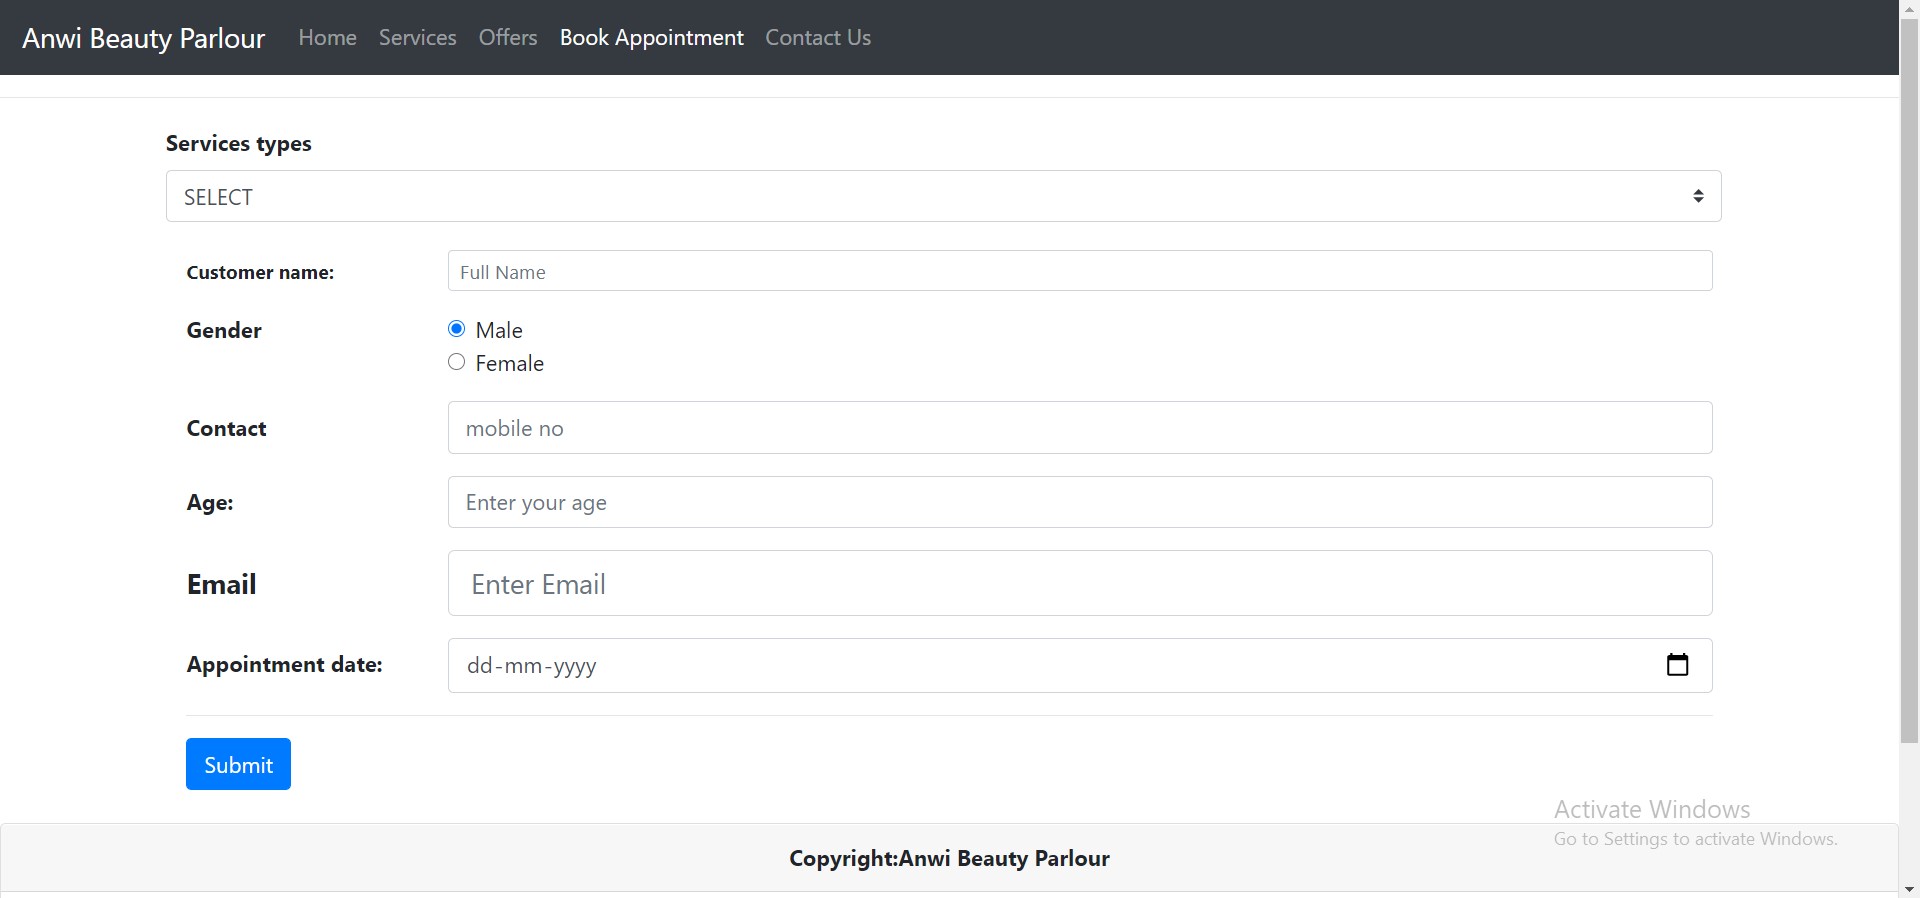 Anwi Beauty Parlour Home Services Offers Book Appointment Contact Us
Services types
SELECT
Customer name: Full Name
Gender Male
Female
Contact mobile no
Age: Enter your age
Email Enter Email
Appointment date: dd-mm-yyyy
Submit
Activate Windows
Go to Settings to activate Windows.
Copyright:Anwi Beauty Parlour